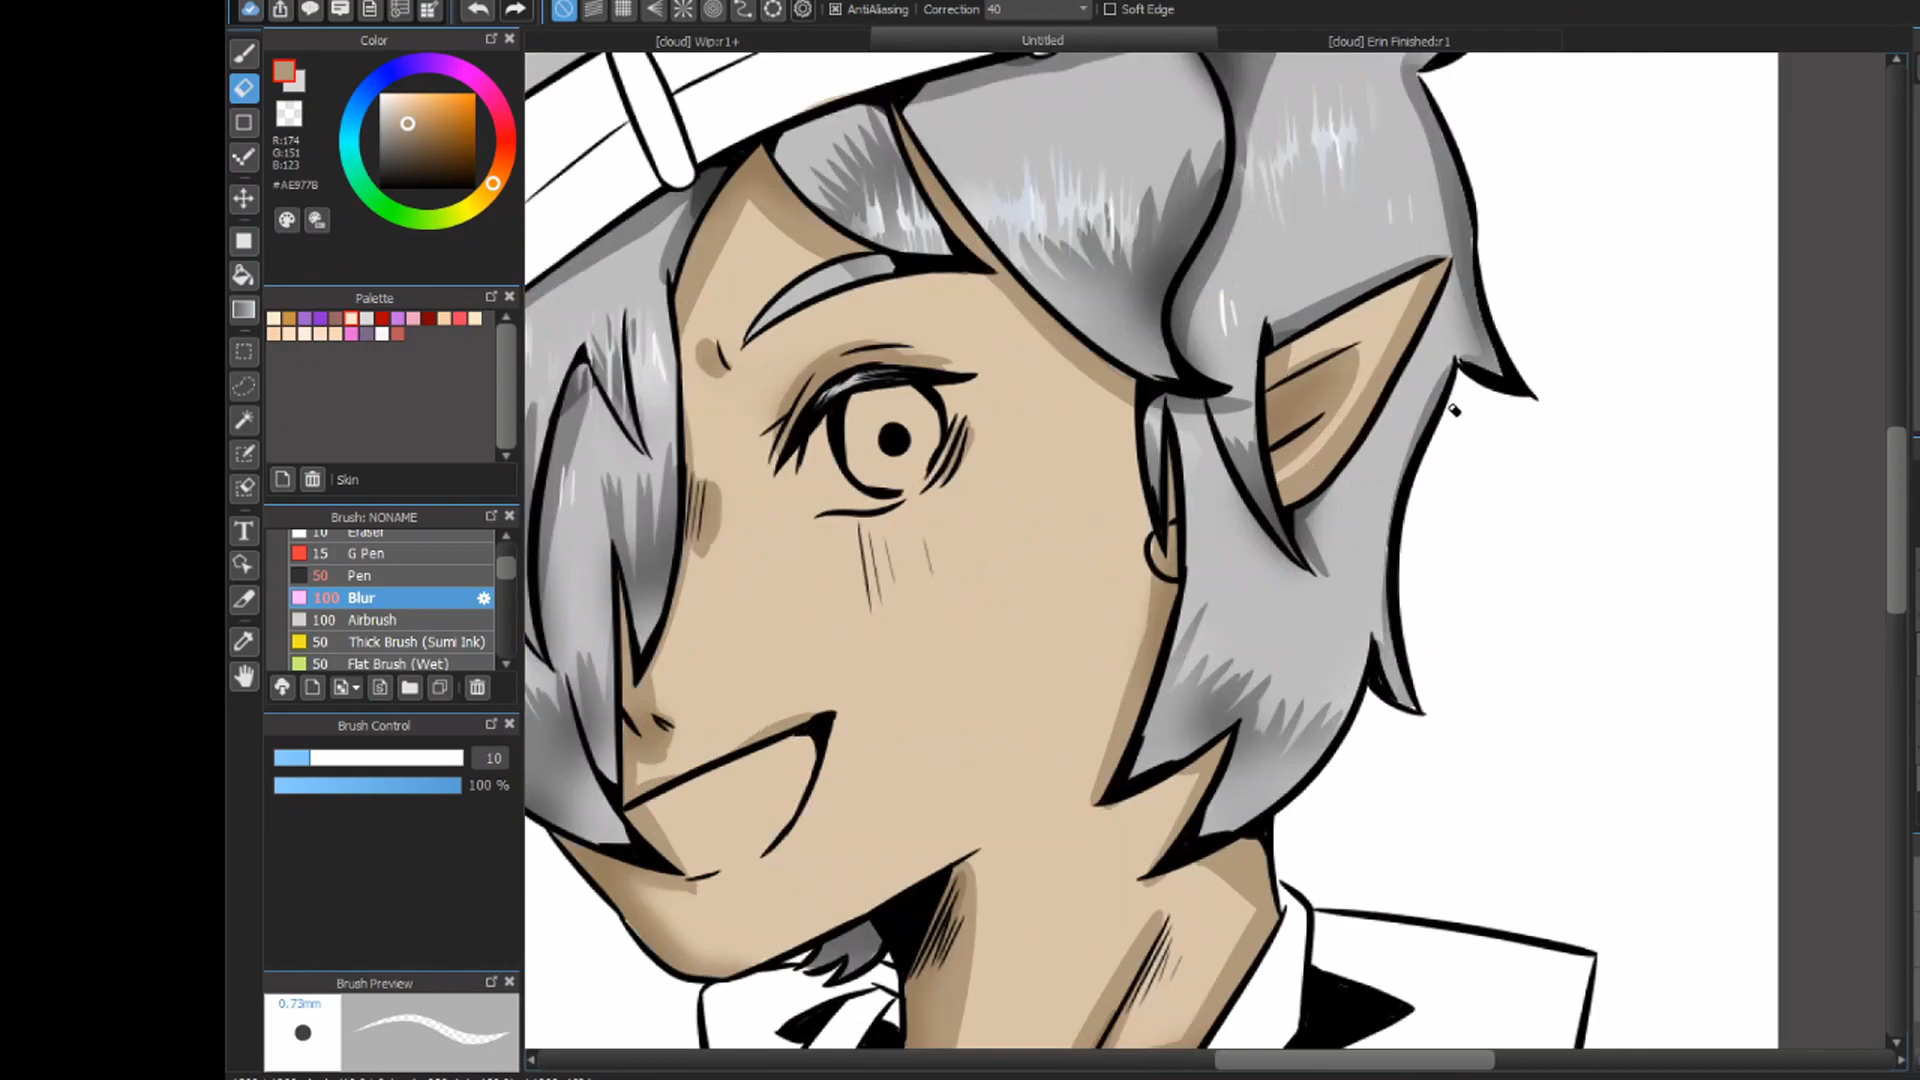 AntiAliasing Correction 40 Soft Edge
Color
[cloud] Wip:r1+
Untitled
[cloud] Erin Finished:r1
R:174
G:151
B:123
#AE977B
Palette
Skin
Brush: NONAME
10 Eraser
15 G Pen
50 Pen
100 Blur
100 Airbrush
50 Thick Brush (Sumi Ink)
50 Flat Brush (Wet)
Brush Control
10
100 %
Brush Preview
0.73mm
T